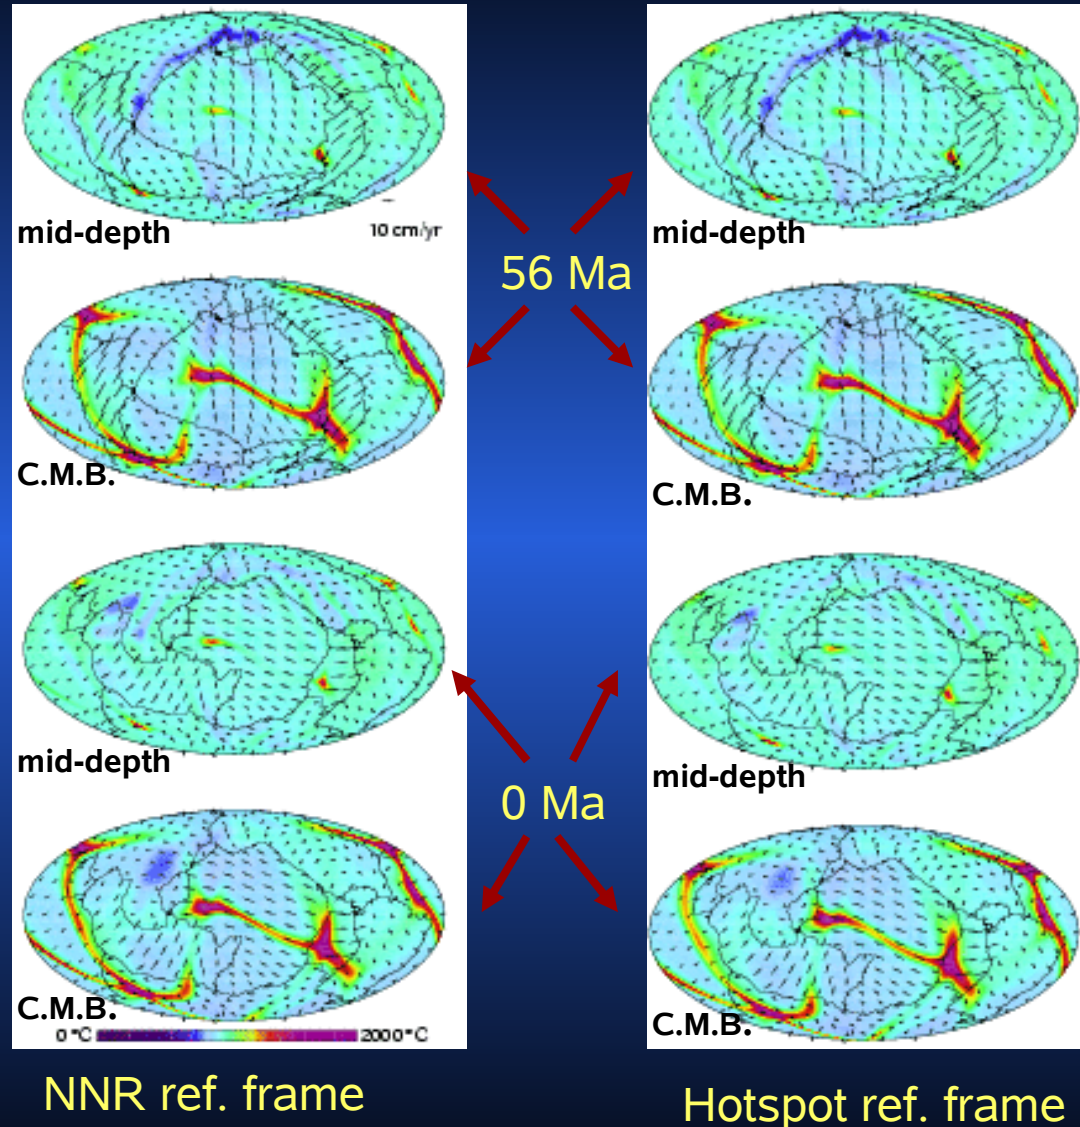 mid-depth
10 cm/yr
mid-depth
56 Ma
C.M.B.
C.M.B.
mid-depth
mid-depth
0 Ma
C.M.B.
C.M.B.
0 °C
2000 °C
NNR ref. frame
Hotspot ref. frame